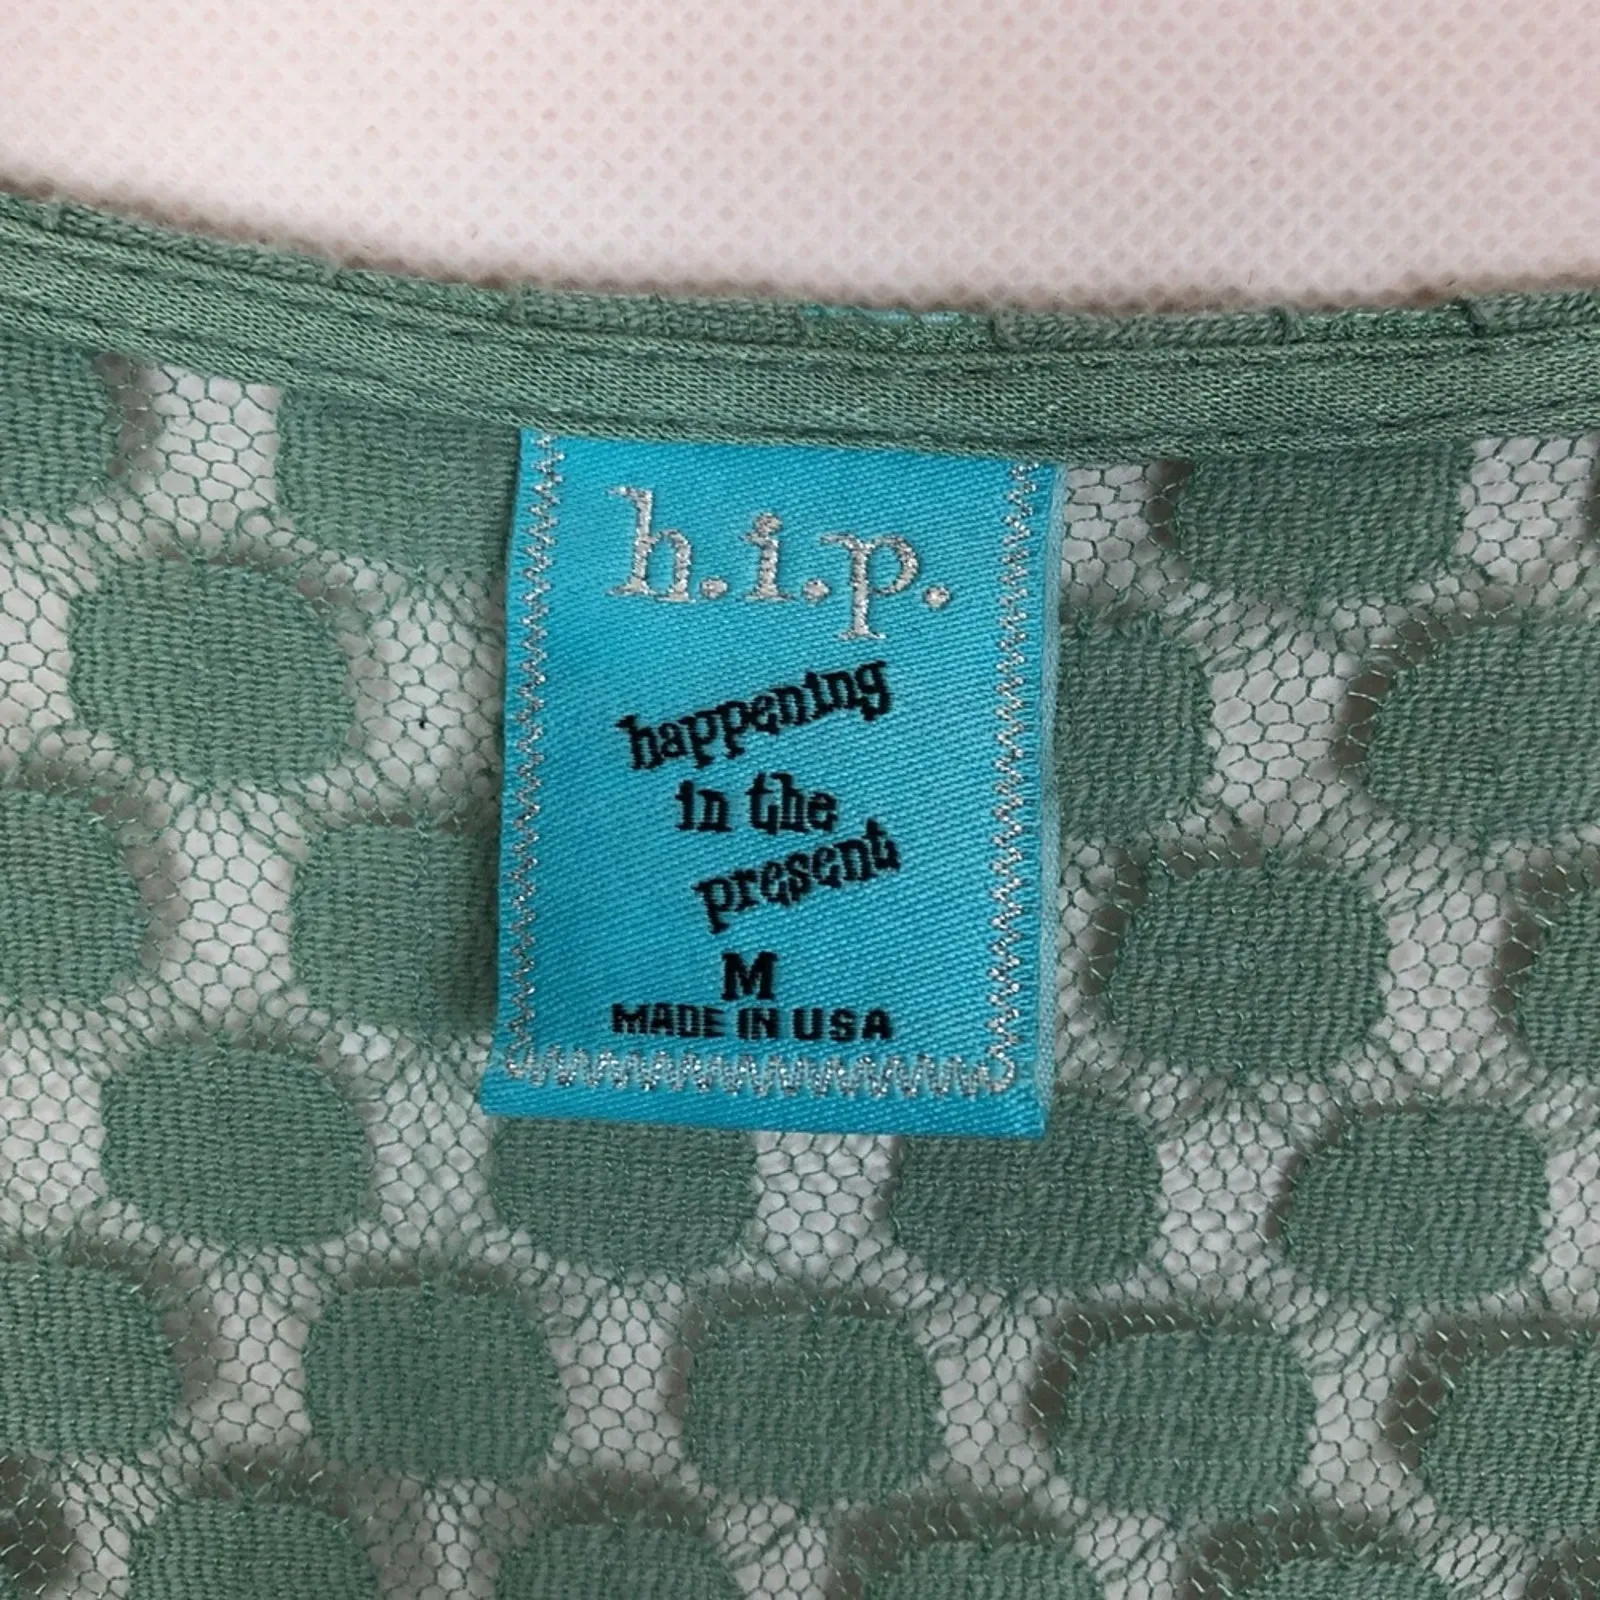 h.i.p.
happening
in the
present
M
MADE IN USA